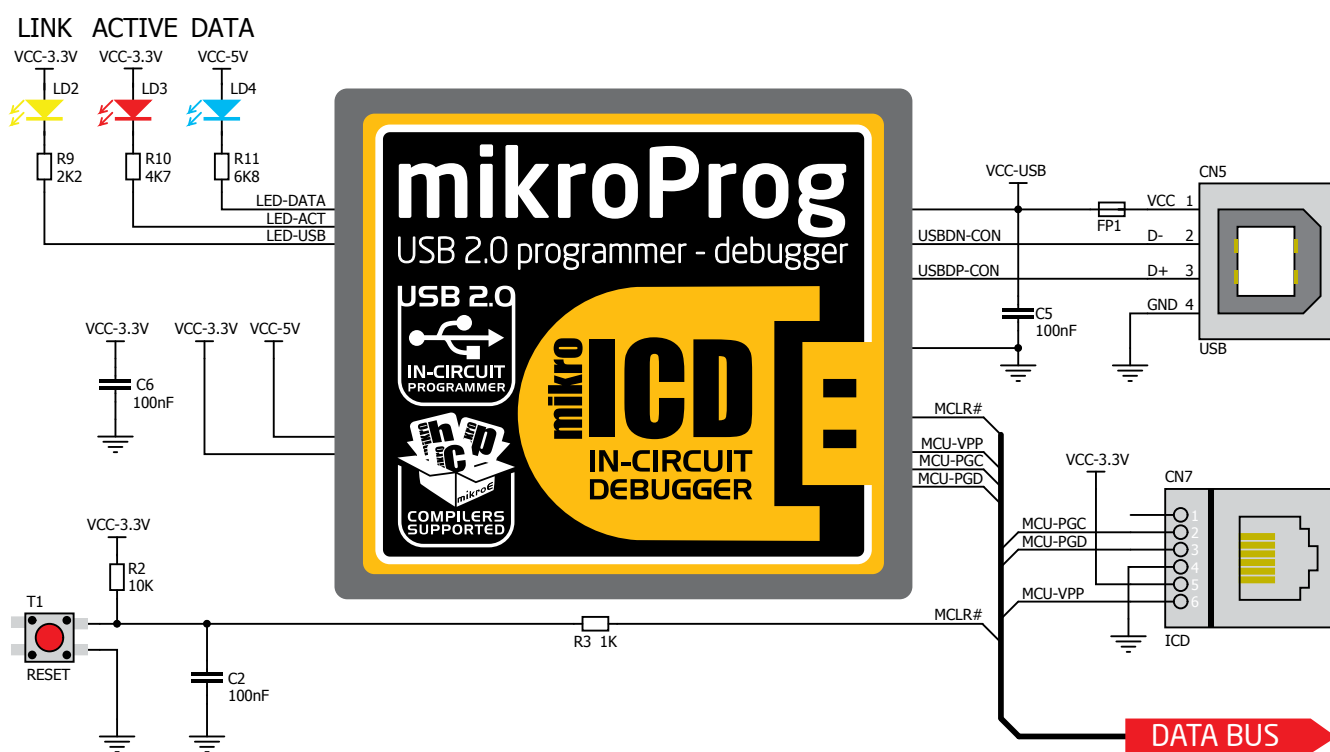 LINK ACTIVE DATA
VCC-3.3V VCC-3.3V VCC-5V
LD2 LD3 LD4
R9 R10 R11
2K2 4K7 6K8
LED-DATA
LED-ACT
LED-USB
mikroProg
USB 2.0 programmer - debugger
USB 2.0
IN-CIRCUIT
PROGRAMMER
mikro
ICD
IN-CIRCUIT
DEBUGGER
h
p
c
mikroE
COMPILERS
SUPPORTED
VCC-3.3V VCC-3.3V VCC-5V
C6
100nF
VCC-3.3V
R2
10K
T1
RESET
C2
100nF
R3 1K
VCC-USB
CN5
FP1
VCC 1
USBDN-CON D- 2
USBDP-CON D+ 3
GND 4
USB
C5
100nF
MCLR#
MCU-VPP
MCU-PGC
MCU-PGD
VCC-3.3V
CN7
1
MCU-PGC 2
MCU-PGD 3
4
5
MCU-VPP 6
ICD
MCLR#
DATA BUS